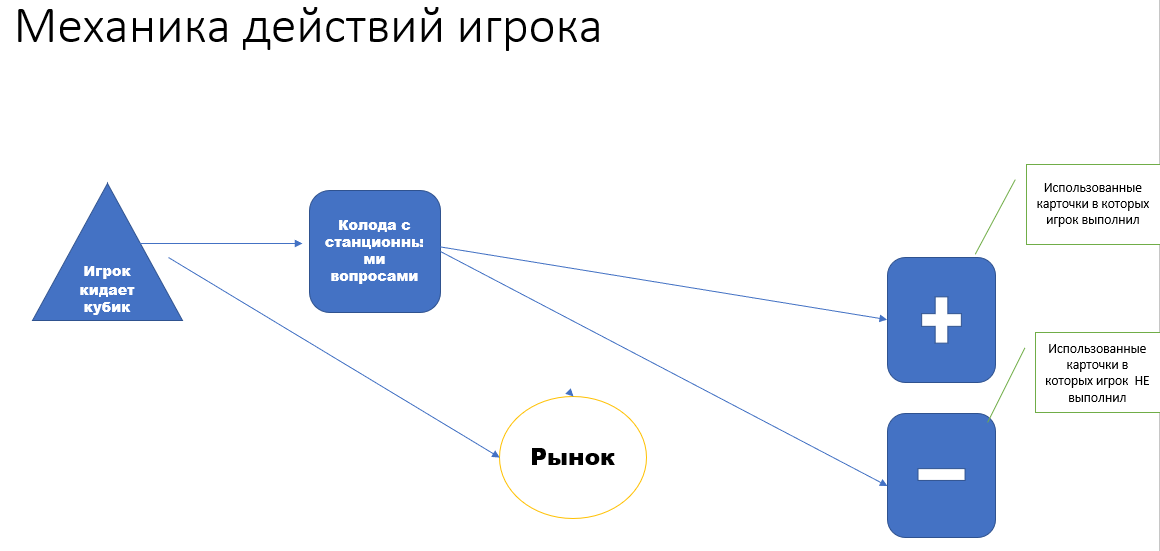 Механика действий игрока
Игрок
кидает
кубик
Колода с
станционны
ми
вопросами
Использованные
карточки в которых
игрок выполнил
Использованные
карточки в
которых игрок НЕ
выполнил
Рынок